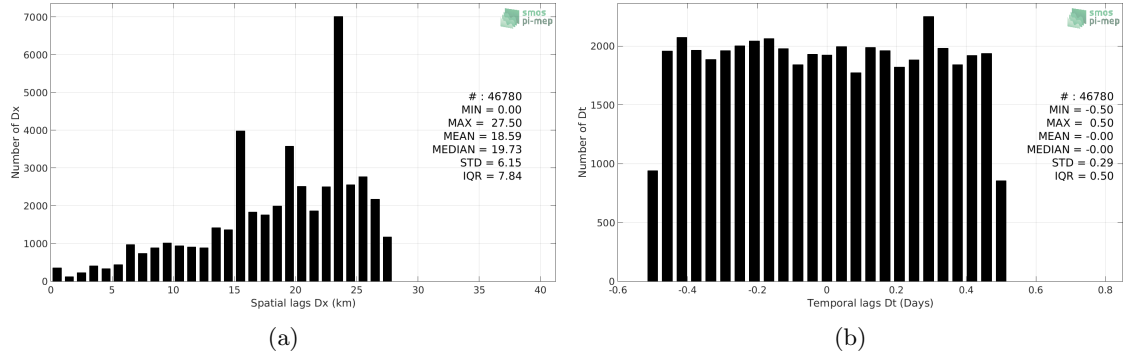 7000
6000
5000
4000
3000
2000
1000
0
Number of Dx
0 5 10 15 20 25 30 35 40
Spatial lags Dx (km)
smos
pi-mep
# : 46780
MIN = 0.00
MAX = 27.50
MEAN = 18.59
MEDIAN = 19.73
STD = 6.15
IQR = 7.84
(a)
2000
1500
1000
500
0
Number of Dt
-0.6 -0.4 -0.2 0 0.2 0.4 0.6 0.8
Temporal lags Dt (Days)
smos
pi-mep
# : 46780
MIN = -0.50
MAX = 0.50
MEAN = -0.00
MEDIAN = -0.00
STD = 0.29
IQR = 0.50
(b)